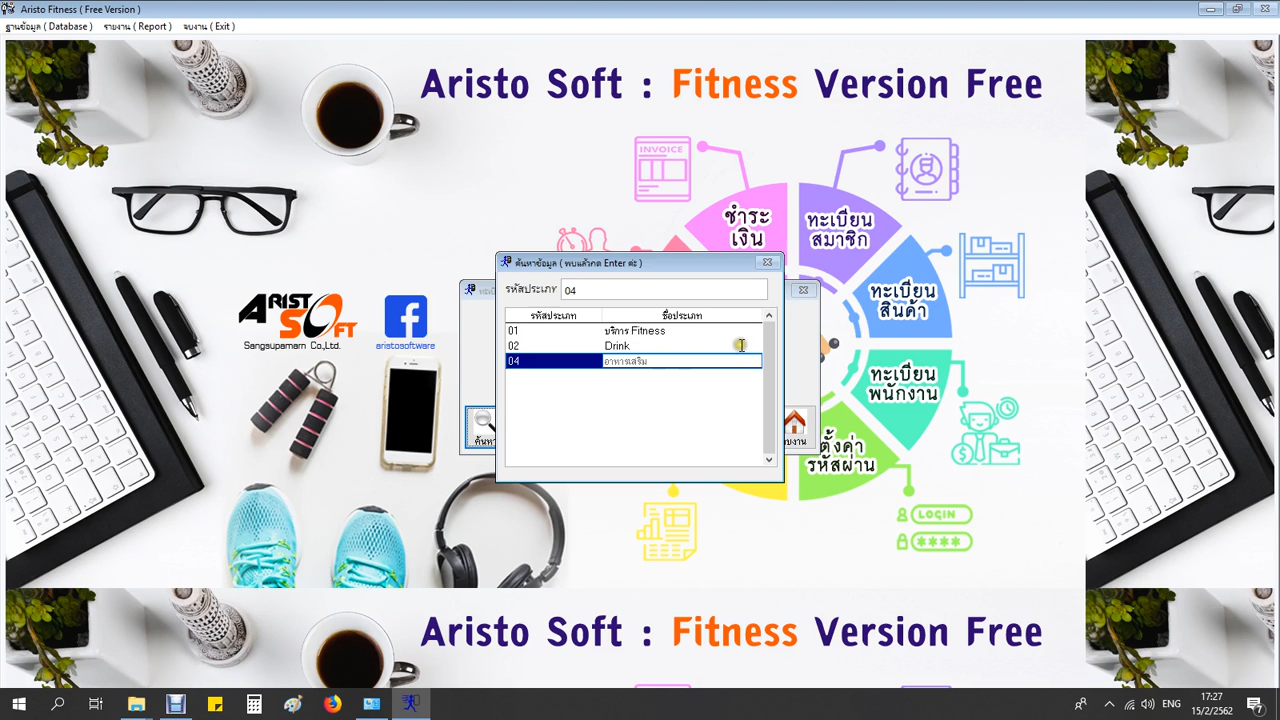 Aristo Fitness ( Free Version )
ฐานข้อมูล ( Database ) รายงาน ( Report ) จบงาน ( Exit )
Aristo Soft : Fitness Version Free
INVOICE
ชำระ
เงิน
ทะเบียน
สมาชิก
ทะเบียน
สินค้า
ทะเบียน
พนักงาน
ตั้งค่า
รหัสผ่าน
LOGIN
****
ARISTO
SOFT
Sangsupamarn Co.,Ltd.
aristosoftware
ค้นหาข้อมูล ( พบแล้วกด Enter ค่ะ )
รหัสประเภท 04
รหัสประเภท ชื่อประเภท
01 บริการ Fitness
02 Drink
04 อาหารเสริม
Aristo Soft : Fitness Version Free
ENG
17:27
15/2/2562
7